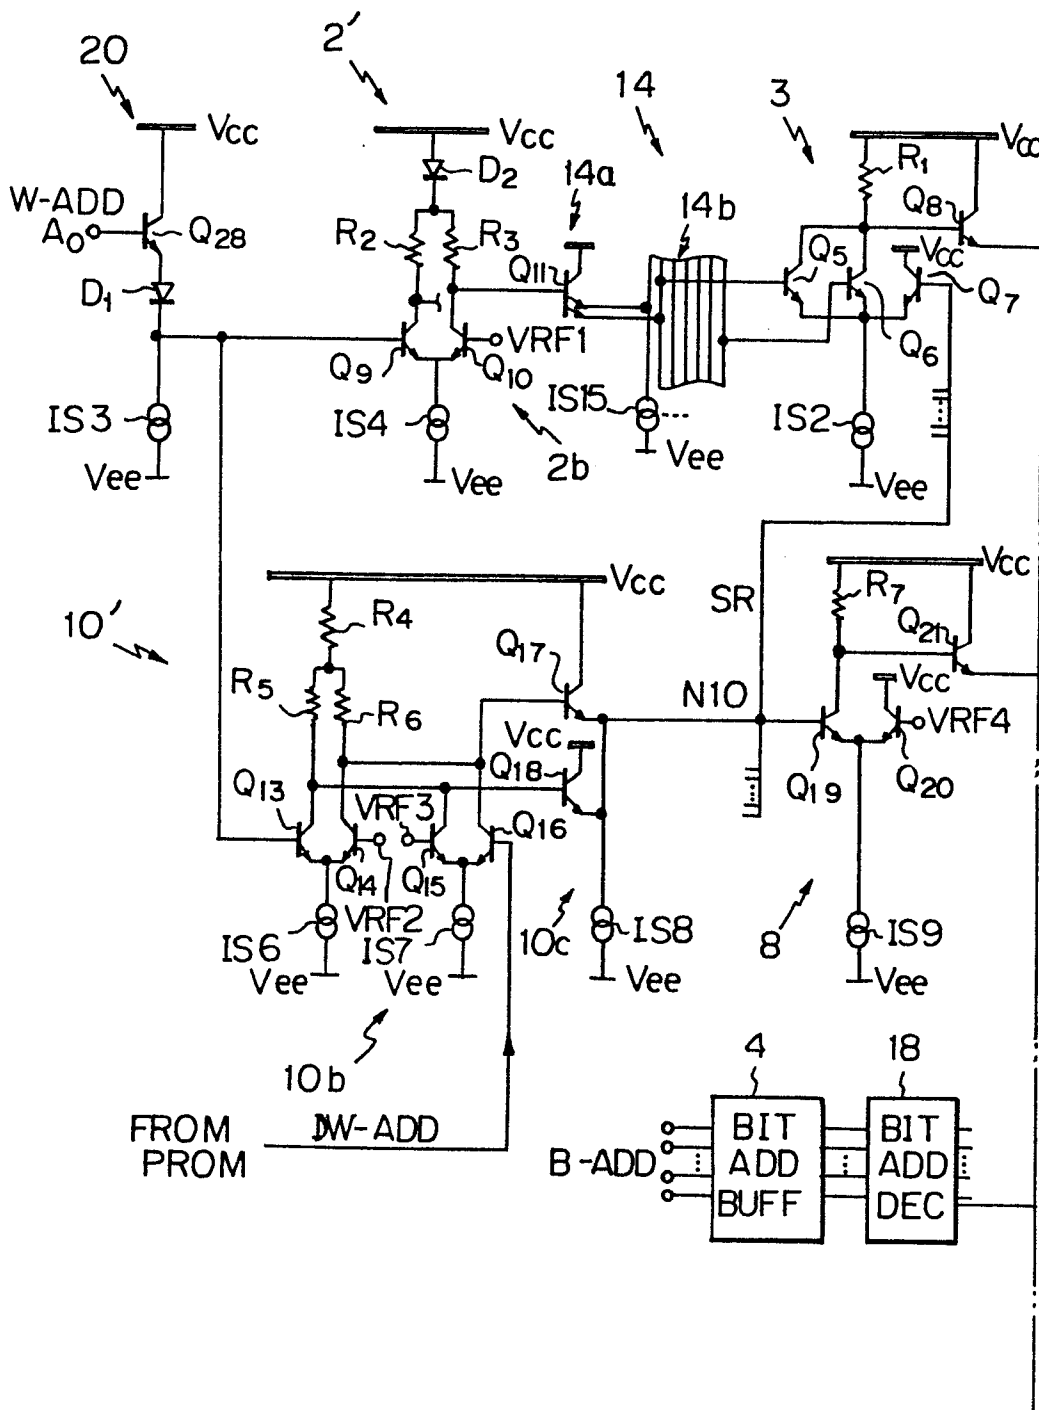 20
2'
14
3
Vcc
Vcc
Vcc
W-ADD
A0
Q28
D2
14a
14b
R1
Q8
D1
R2
R3
Q11
Q5
Vcc
Q7
Q9
Q10
VRF1
Q6
IS3
IS4
IS15
....
IS2
Vee
Vee
2b
Vee
Vee
10'
Vcc
SR
Vcc
R4
R7
Q21
Q17
R5
R6
N10
Vcc
VRF4
Vcc
Q18
Q13
VRF3
Q16
Q19
Q20
Q14
Q15
VRF2
10c
IS8
8
IS9
IS6
IS7
Vee
Vee
Vee
Vee
10b
4
18
FROM
PROM
DW-ADD
B-ADD
BIT
ADD
BUFF
BIT
ADD
DEC